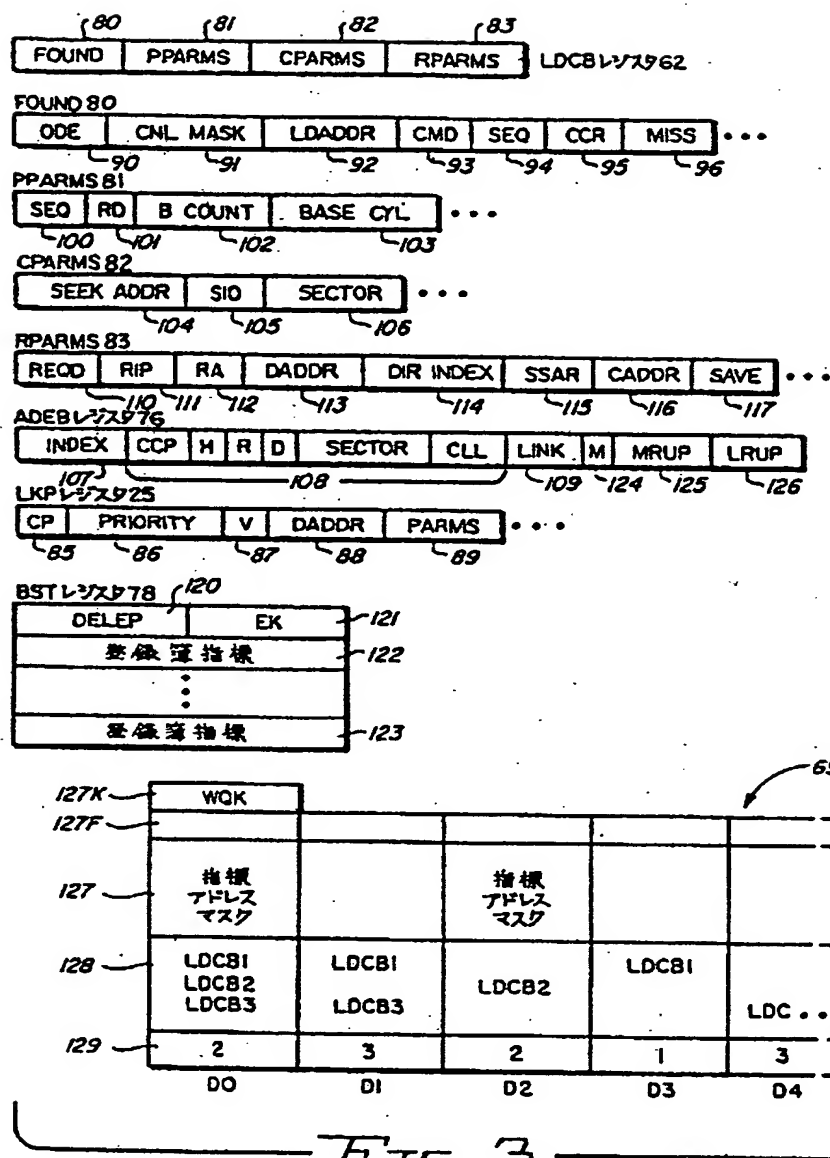 80 81 82 83
FOUND PPARMS CPARMS RPARMS LDCBレジスタ62
FOUND 80
ODE CNL MASK LDADDR CMD SEQ CCR MISS •••
90 91 92 93 94 95 96
PPARMS 81
SEQ RD B COUNT BASE CYL •••
100 101 102 103
CPARMS 82
SEEK ADDR SIO SECTOR •••
104 105 106
RPARMS 83
REQD RIP RA DADDR DIR INDEX SSAR CADDR SAVE •••
110 111 112 113 114 115 116 117
ADEBレジスタ76
INDEX CCP H R D SECTOR CLL LINK M MRUP LRUP
107 108 109 124 125 126
LKPレジスタ25
CP PRIORITY V DADDR PARMS •••
85 86 87 88 89
BSTレジスタ78 120
DELEP EK 121
登録簿指標 122
登録簿指標 123
127K WQK
127F
127 指標 指標
アドレス アドレス
マスク マスク
128 LDCB1 LDCB1 LDCB2 LDCB1
LDCB2
LDCB3 LDCB3 LDC ••
129 2 3 2 1 3
D0 D1 D2 D3 D4